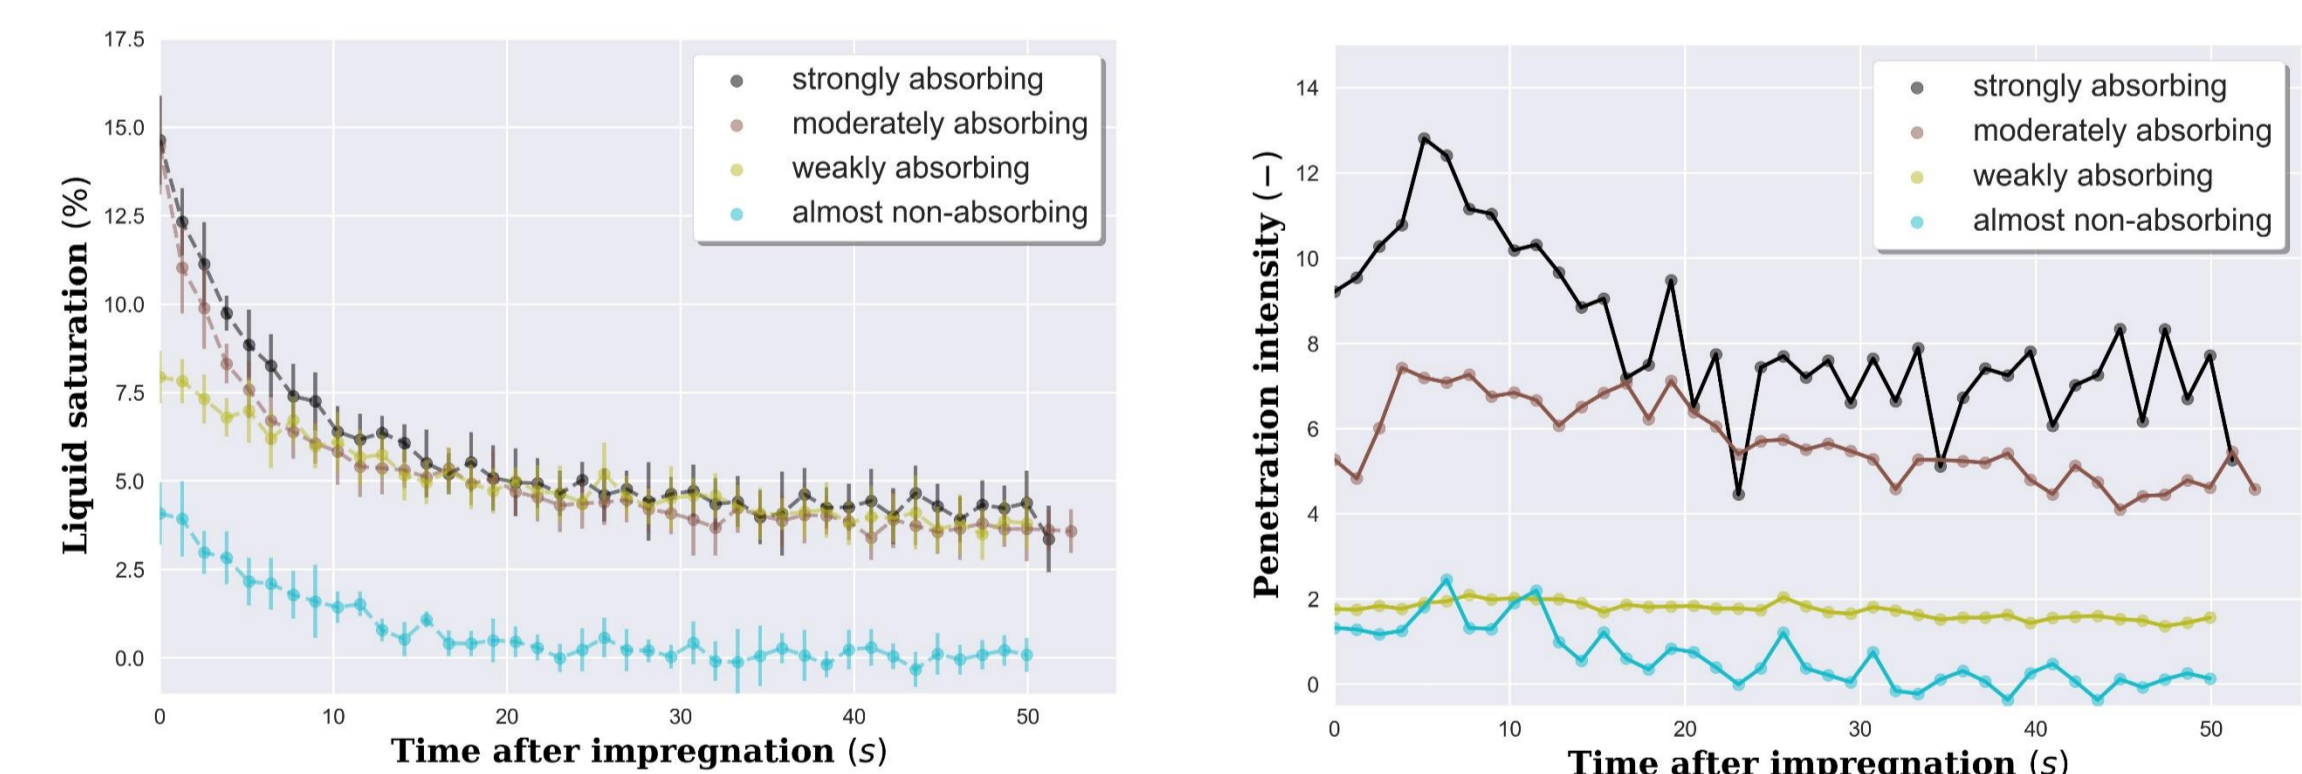 17.5
15.0
12.5
10.0
7.5
5.0
2.5
0.0
Liquid saturation (%)
strongly absorbing
moderately absorbing
weakly absorbing
almost non-absorbing
0 10 20 30 40 50
Time after impregnation (s)
14
12
10
8
6
4
2
0
Penetration intensity (−)
strongly absorbing
moderately absorbing
weakly absorbing
almost non-absorbing
0 10 20 30 40 50
Time after impregnation (s)